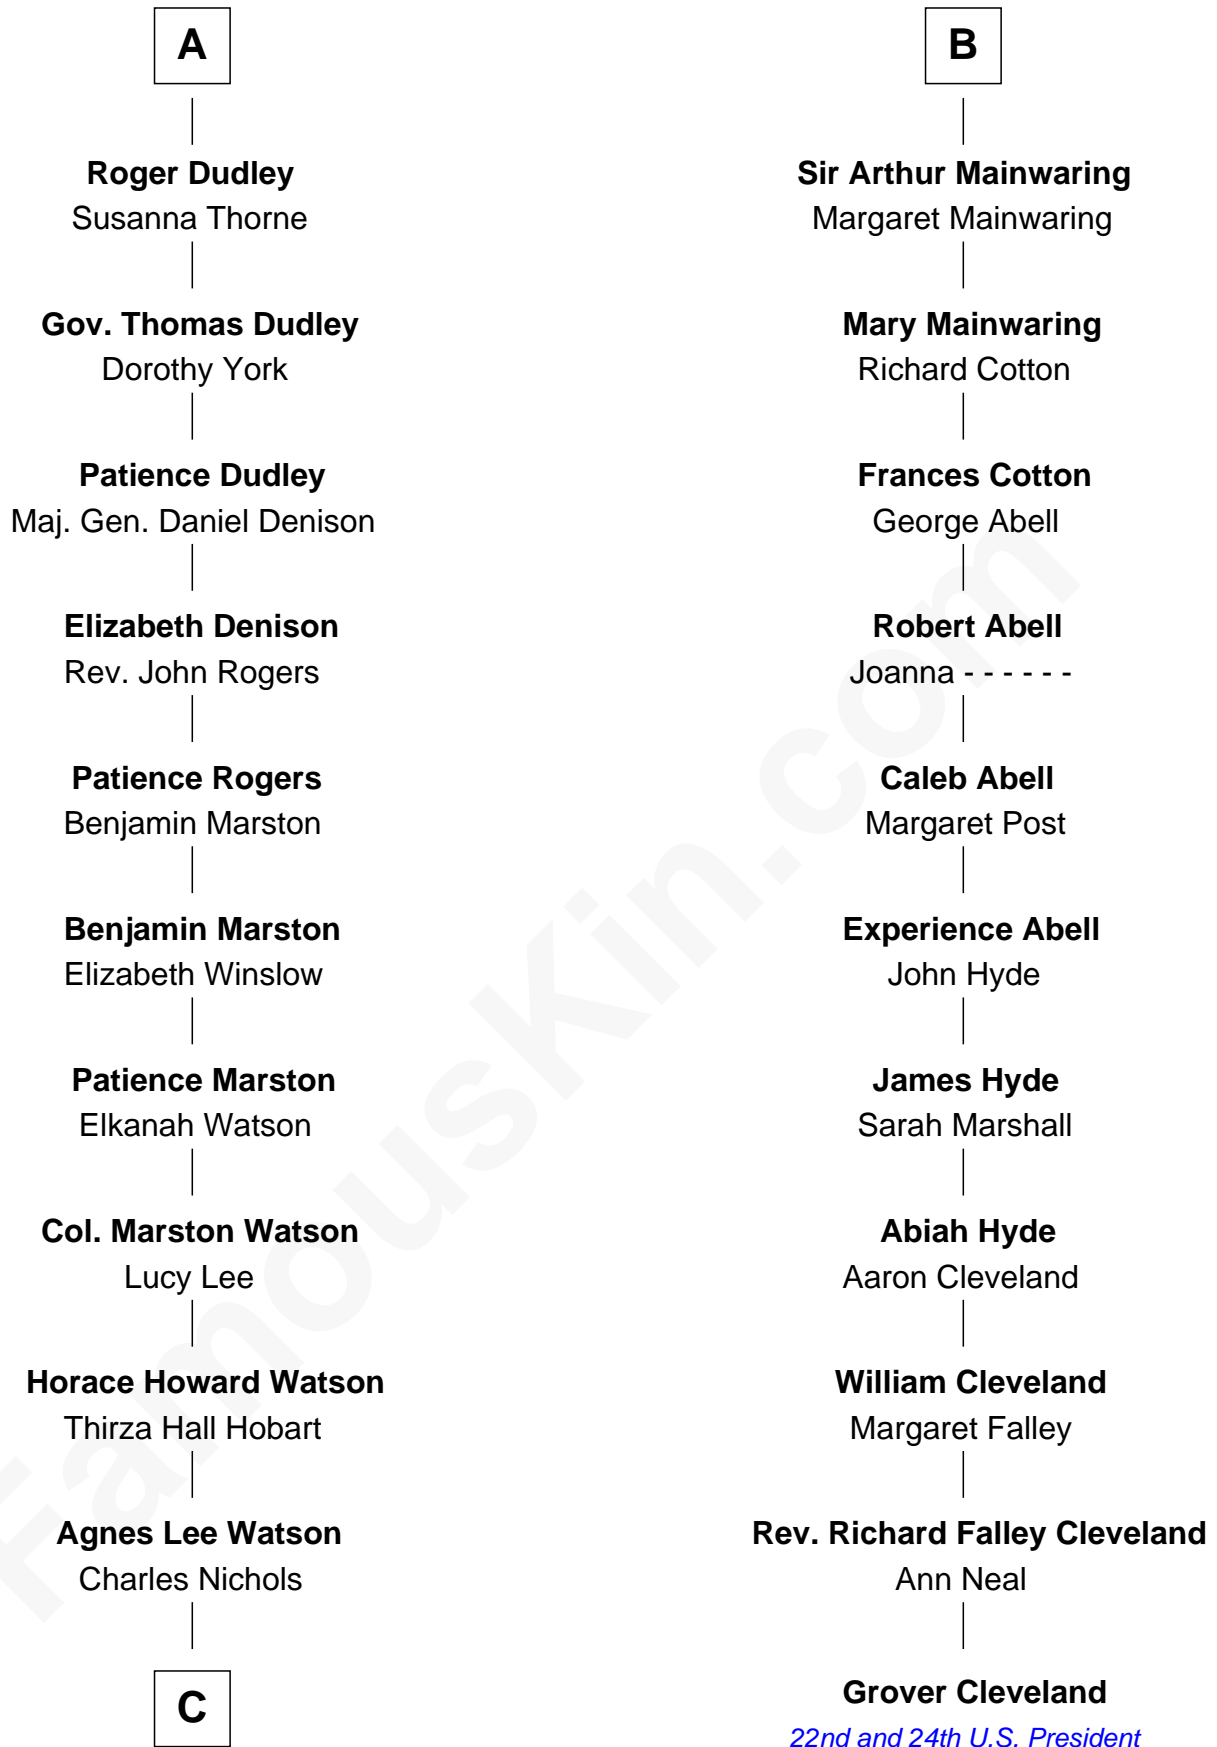 A
Roger Dudley
Susanna Thorne
Gov. Thomas Dudley
Dorothy York
Patience Dudley
Maj. Gen. Daniel Denison
Elizabeth Denison
Rev. John Rogers
Patience Rogers
Benjamin Marston
Benjamin Marston
Elizabeth Winslow
Patience Marston
Elkanah Watson
Col. Marston Watson
Lucy Lee
Horace Howard Watson
Thirza Hall Hobart
Agnes Lee Watson
Charles Nichols
C
B
Sir Arthur Mainwaring
Margaret Mainwaring
Mary Mainwaring
Richard Cotton
Frances Cotton
George Abell
Robert Abell
Joanna - - - - - -
Caleb Abell
Margaret Post
Experience Abell
John Hyde
James Hyde
Sarah Marshall
Abiah Hyde
Aaron Cleveland
William Cleveland
Margaret Falley
Rev. Richard Falley Cleveland
Ann Neal
Grover Cleveland
22nd and 24th U.S. President
FamousKin.com